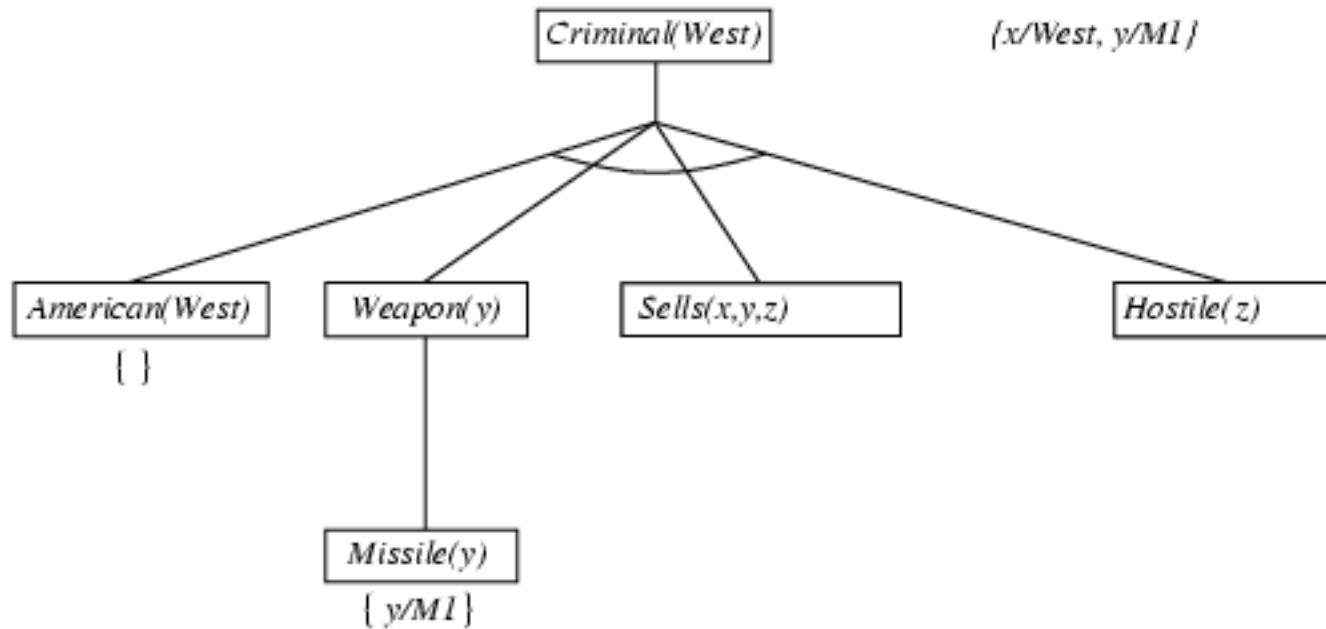 Criminal(West)
{x/West, y/M1}
American(West)
Weapon(y)
Sells(x,y,z)
Hostile(z)
{ }
Missile(y)
{ y/M1 }